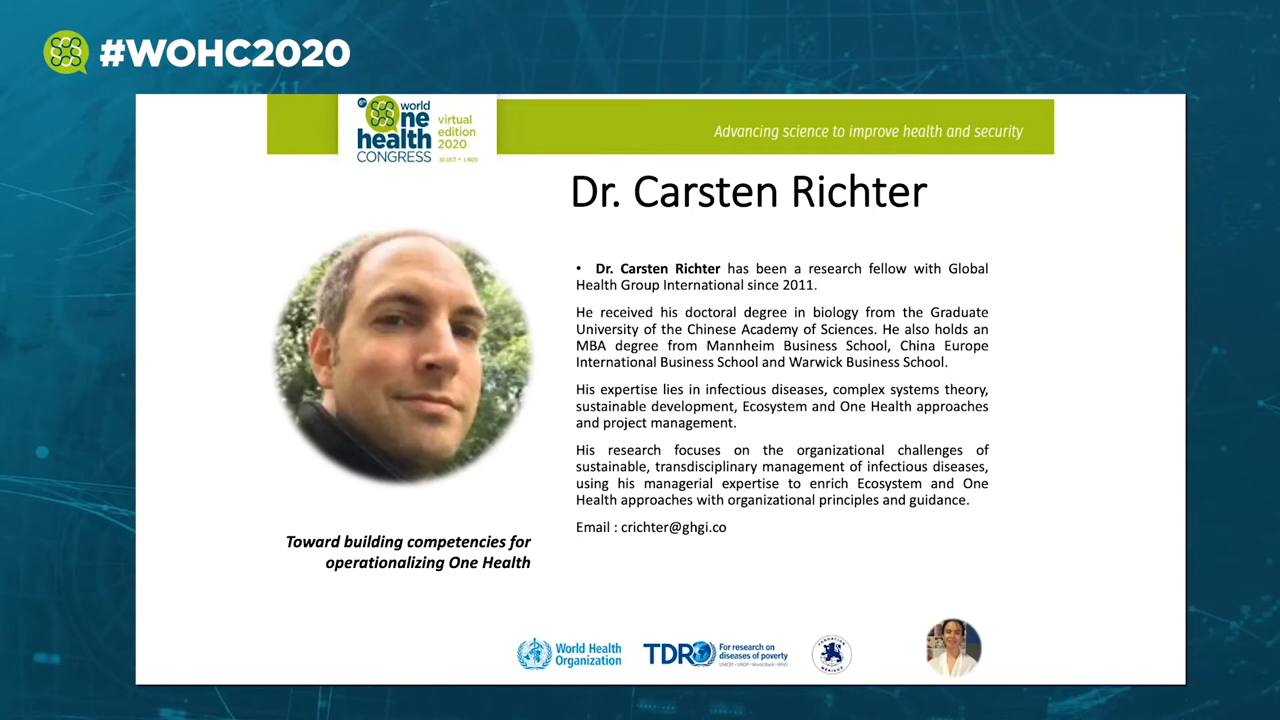 #WOHC2020
6th
world
One
health
CONGRESS
virtual
edition
2020
30 OCT • 3 NOV
Advancing science to improve health and security
Dr. Carsten Richter
• Dr. Carsten Richter has been a research fellow with Global
Health Group International since 2011.
He received his doctoral degree in biology from the Graduate
University of the Chinese Academy of Sciences. He also holds an
MBA degree from Mannheim Business School, China Europe
International Business School and Warwick Business School.
His expertise lies in infectious diseases, complex systems theory,
sustainable development, Ecosystem and One Health approaches
and project management.
His research focuses on the organizational challenges of
sustainable, transdisciplinary management of infectious diseases,
using his managerial expertise to enrich Ecosystem and One
Health approaches with organizational principles and guidance.
Email : crichter@ghgi.co
Toward building competencies for
operationalizing One Health
World Health
Organization
TDR
For research on
diseases of poverty
UNICEF • UNDP • World Bank • WHO
FONDATION
MÉRIEUX